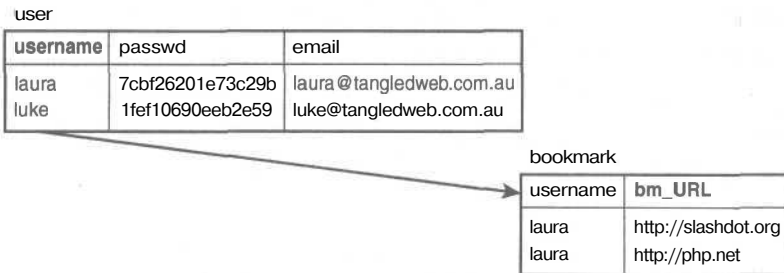 user
username passwd email
laura 7cbf26201e73c29b laura@tangledweb.com.au
luke 1fef10690eeb2e59 luke@tangledweb.com.au
bookmark
username bm_URL
laura http://slashdot.org
laura http://php.net